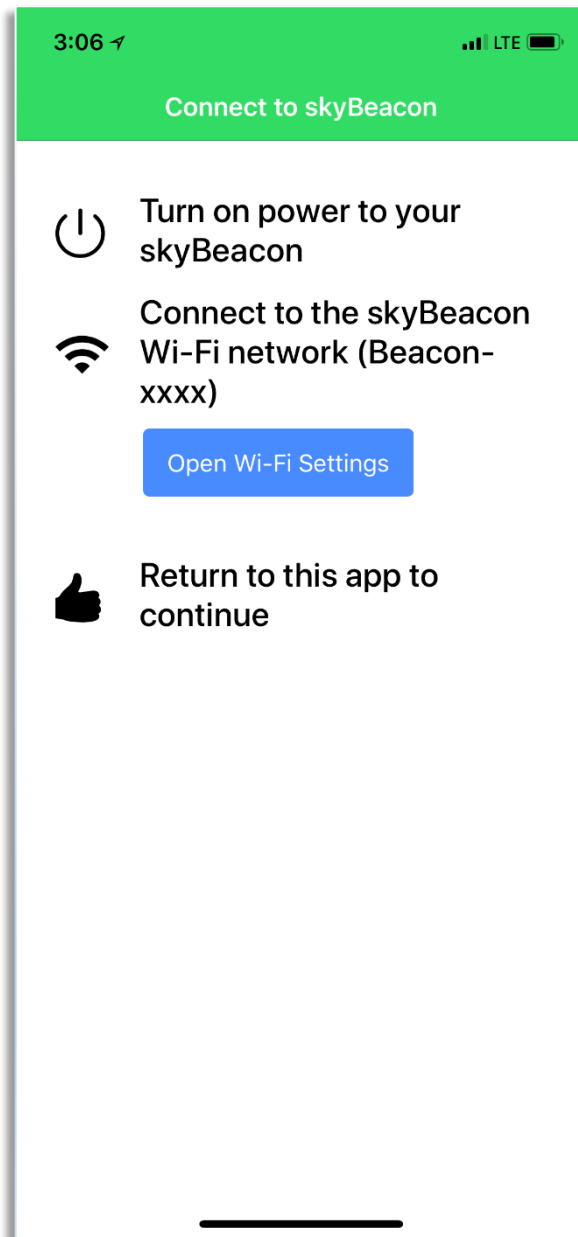 3:06 LTE
Connect to skyBeacon
Turn on power to your
skyBeacon
Connect to the skyBeacon
Wi-Fi network (Beacon-
xxxx)
Open Wi-Fi Settings
Return to this app to
continue